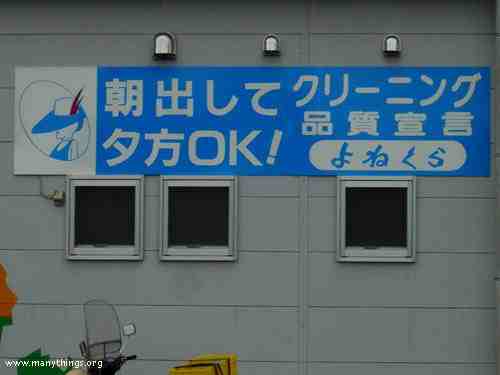 朝出して
夕方OK!
クリーニング
品質宣言
よねくら
www.manythings.org